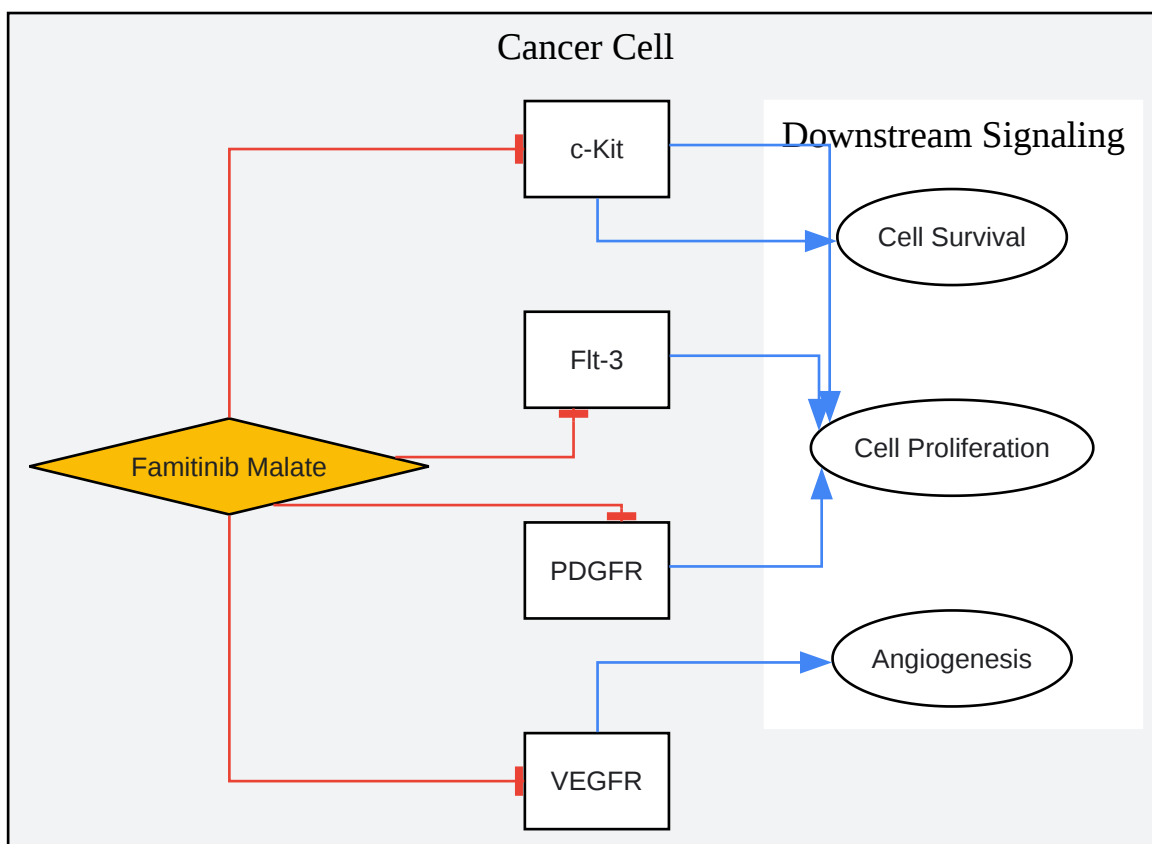 Cancer Cell
Downstream Signaling
c-Kit
Cell Survival
Flt-3
Cell Proliferation
Famitinib Malate
PDGFR
Angiogenesis
VEGFR